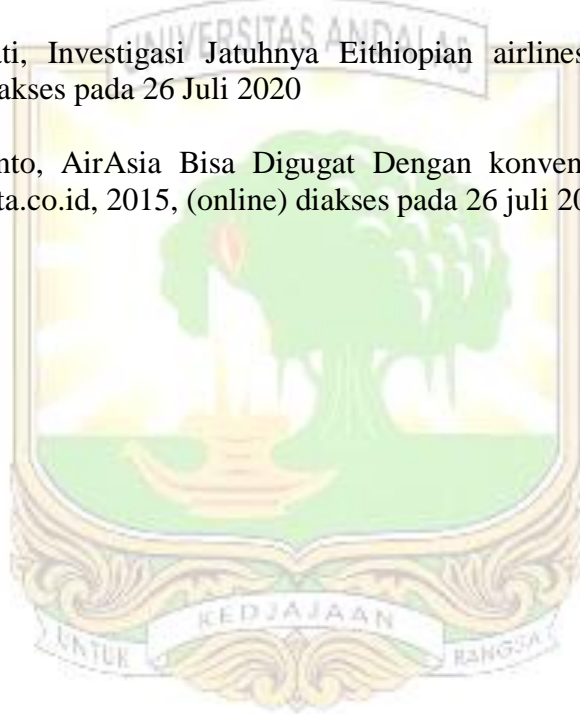 UNIVERSITAS ANDALAS
ati, Investigasi Jatuhnya Eithiopian airlines
akses pada 26 Juli 2020
nto, AirAsia Bisa Digugat Dengan konven
ta.co.id, 2015, (online) diakses pada 26 juli 20
KEDJAJAAN
UNTUK BANGSA